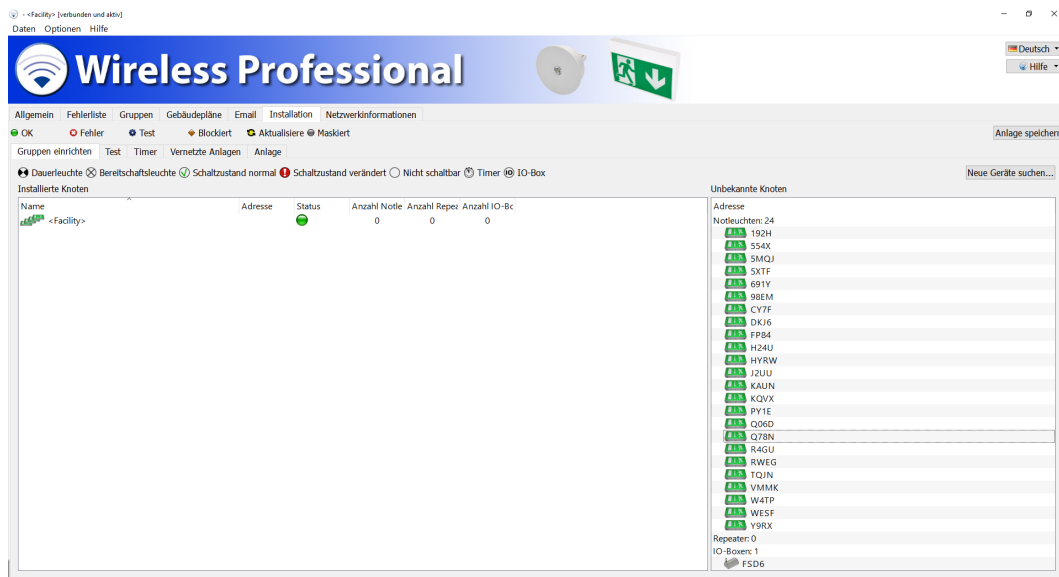 - <Facility> [verbunden und aktiv]
Daten Optionen Hilfe
Wireless Professional
Deutsch
Hilfe
Allgemein Fehlerliste Gruppen Gebäudepläne Email Installation Netzwerkinformationen
OK Fehler Test Blockiert Aktualisiere Maskiert
Anlage speichern
Gruppen einrichten Test Timer Vernetzte Anlagen Anlage
Dauerleuchte Bereitschaftsleuchte Schaltzustand normal Schaltzustand verändert Nicht schaltbar Timer IO-Box
Neue Geräte suchen...
Installierte Knoten
Unbekannte Knoten
Name Adresse Status Anzahl Notle Anzahl Repea Anzahl IO-Bo
<Facility> 0 0 0
Adresse
Notleuchten: 24
192H
554X
5MQJ
5XTF
691Y
98EM
CY7F
DKJ6
FP84
H24U
HYRW
J2UU
KAUN
KQVX
PY1E
Q06D
Q78N
R4GU
RWEG
TQJN
VMMK
W4TP
WESF
Y9RX
Repeater: 0
IO-Boxen: 1
FSD6